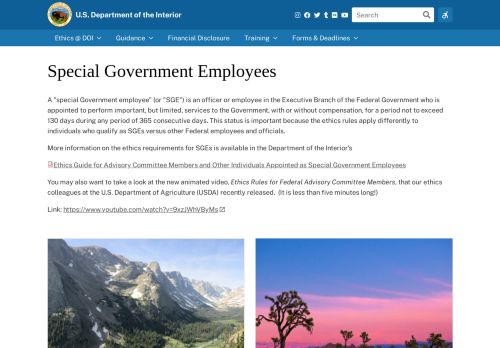 U.S. Department of the Interior
Search
Ethics @ DOI
Guidance
Financial Disclosure
Training
Forms & Deadlines
Special Government Employees
A "special Government employee" (or "SGE") is an officer or employee in the Executive Branch of the Federal Government who is
appointed to perform important, but limited, services to the Government, with or without compensation, for a period not to exceed
130 days during any period of 365 consecutive days. This status is important because the ethics rules apply differently to
individuals who qualify as SGEs versus other Federal employees and officials.
More information on the ethics requirements for SGEs is available in the Department of the Interior's
Ethics Guide for Advisory Committee Members and Other Individuals Appointed as Special Government Employees
You may also want to take a look at the new animated video, Ethics Rules for Federal Advisory Committee Members, that our ethics
colleagues at the U.S. Department of Agriculture (USDA) recently released. (It is less than five minutes long!)
Link: https://www.youtube.com/watch?v=9xzJWhVByMs